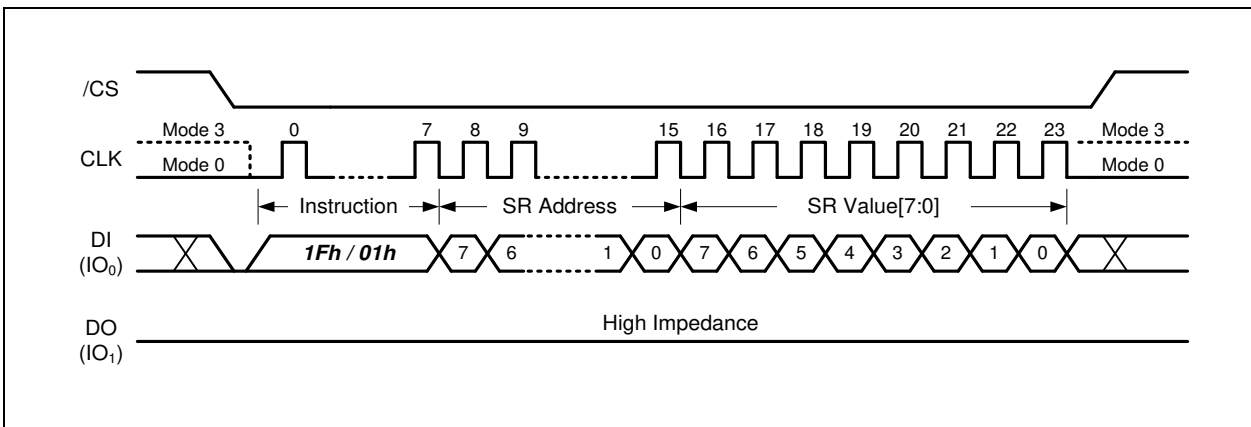 /CS
Mode 3 0 7 8 9 15 16 17 18 19 20 21 22 23 Mode 3
CLK Mode 0 Mode 0
Instruction SR Address SR Value[7:0]
DI
(IO₀)
1Fh / 01h 7 6 1 0 7 6 5 4 3 2 1 0
High Impedance
DO
(IO₁)